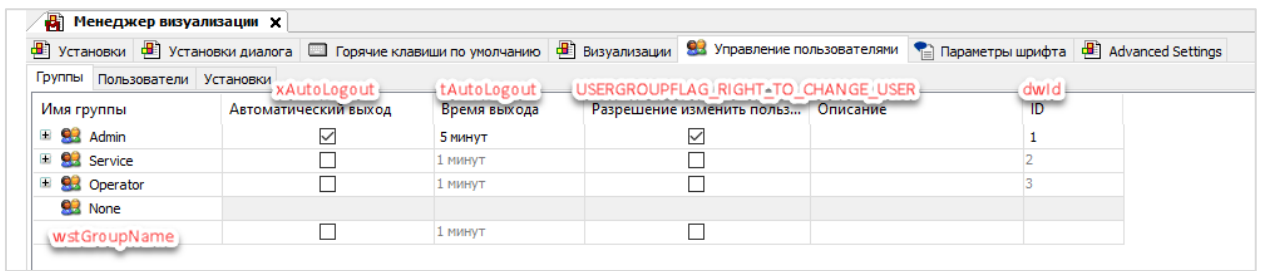 Менеджер визуализации X
Установки Установки диалога Горячие клавиши по умолчанию Визуализации Управление пользователями Параметры шрифта Advanced Settings
Группы Пользователи Установки
xAutoLogout tAutoLogout USERGROUPFLAG_RIGHT_TO_CHANGE_USER dwId
Имя группы Автоматический выход Время выхода Разрешение изменить польз... Описание ID
Admin 5 минут 1
Service 1 минут 2
Operator 1 минут 3
None
wstGroupName 1 минут